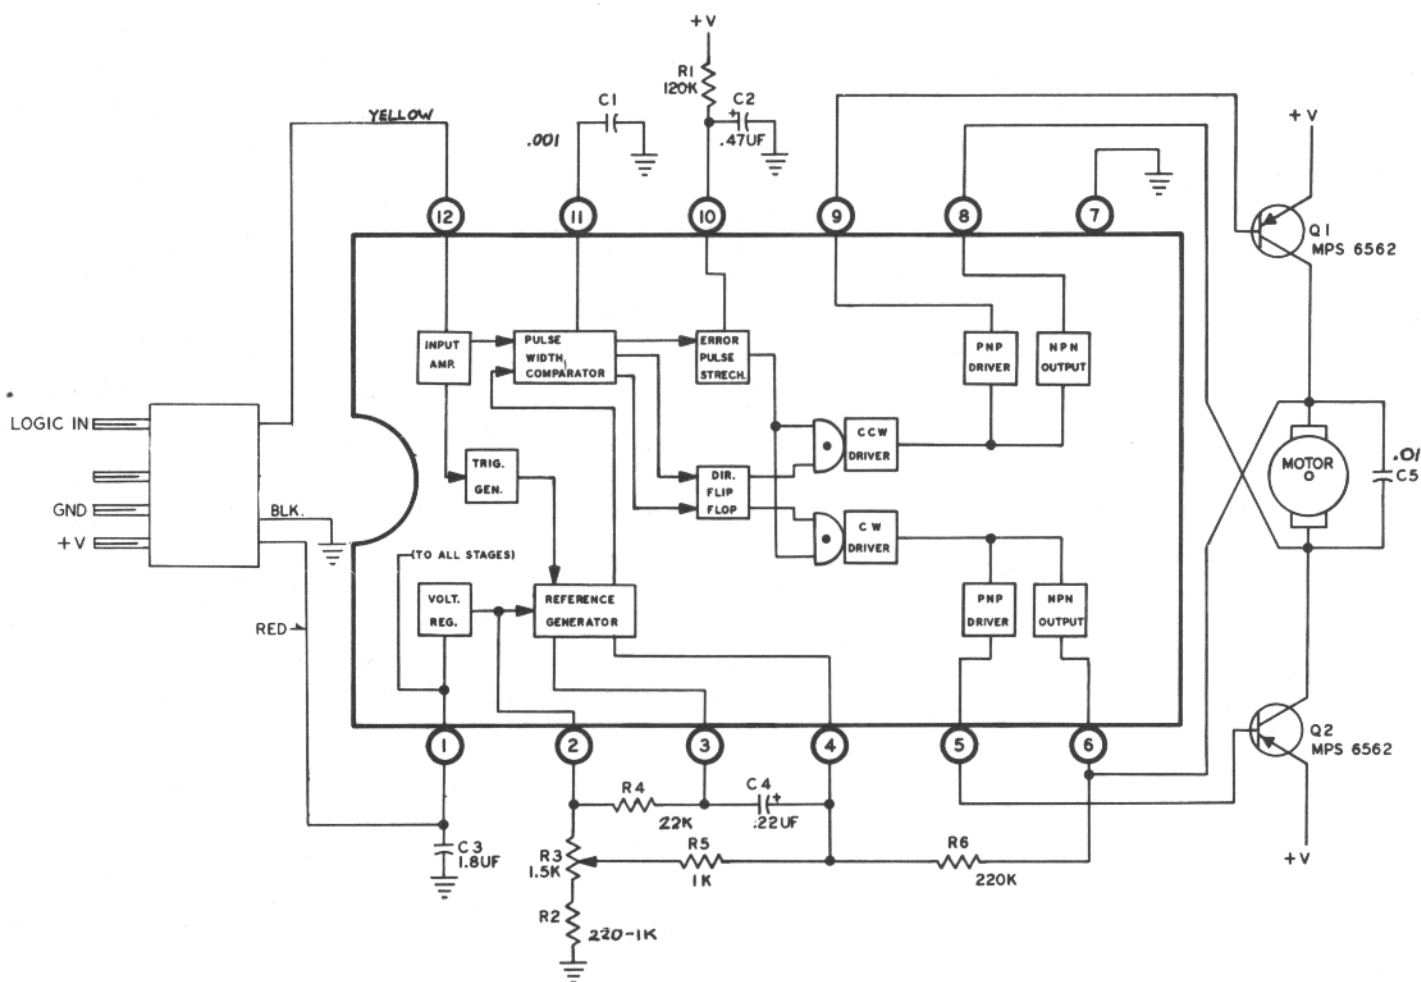 +V
R1
120K
C2
+
.47UF
C1
.001
YELLOW
+V
12
11
10
9
8
7
Q1
MPS 6562
INPUT
AMP.
PULSE
WIDTH
COMPARATOR
ERROR
PULSE
STRECH.
PNP
DRIVER
NPN
OUTPUT
LOGIC IN
GND
+V
BLK.
RED
TRIG.
GEN.
DIR.
FLIP
FLOP
CCW
DRIVER
CW
DRIVER
MOTOR
.01
C5
(TO ALL STAGES)
VOLT.
REG.
REFERENCE
GENERATOR
PNP
DRIVER
NPN
OUTPUT
1
2
3
4
5
6
Q2
MPS 6562
R4
22K
C4
+
.22UF
C3
1.8UF
R3
1.5K
R5
1K
R6
220K
+V
R2
220-1K